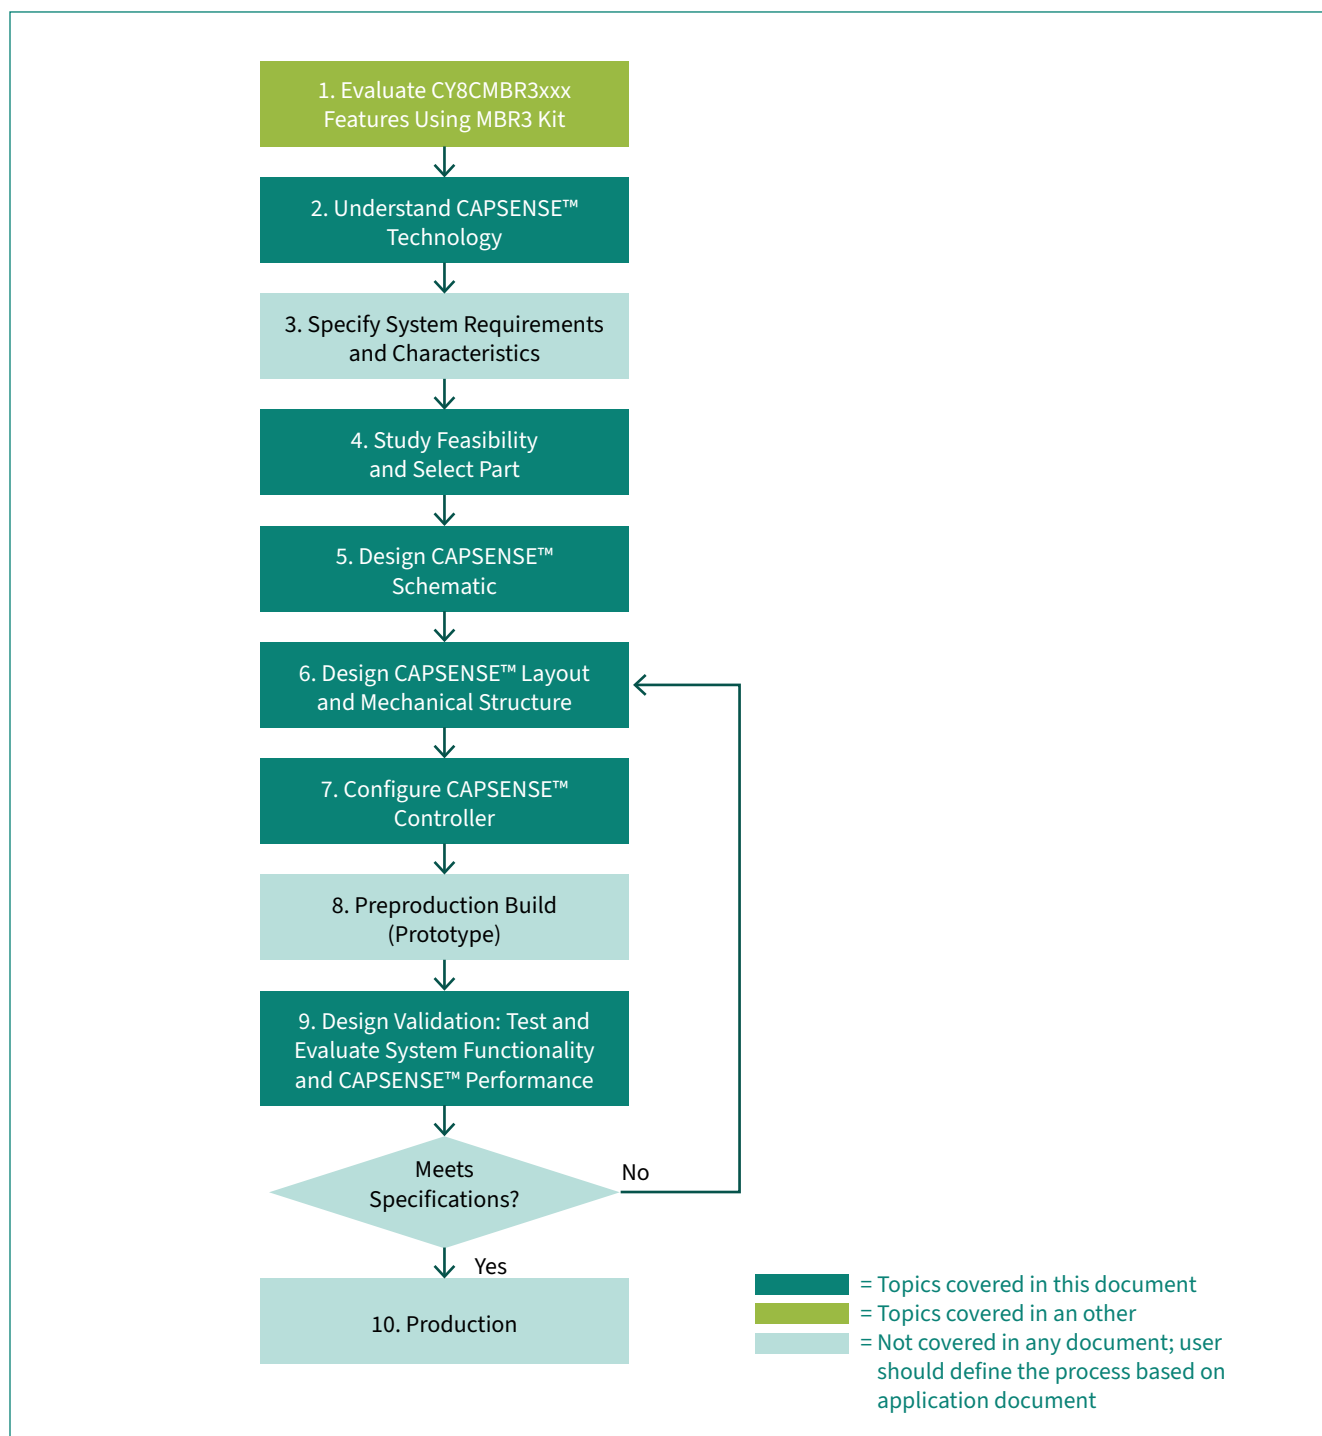 1. Evaluate CY8CMBR3xxx
Features Using MBR3 Kit
2. Understand CAPSENSE™
Technology
3. Specify System Requirements
and Characteristics
4. Study Feasibility
and Select Part
5. Design CAPSENSE™
Schematic
6. Design CAPSENSE™ Layout
and Mechanical Structure
7. Configure CAPSENSE™
Controller
8. Preproduction Build
(Prototype)
9. Design Validation: Test and
Evaluate System Functionality
and CAPSENSE™ Performance
Meets
Specifications?
No
Yes
10. Production
= Topics covered in this document
= Topics covered in an other
= Not covered in any document; user
should define the process based on
application document